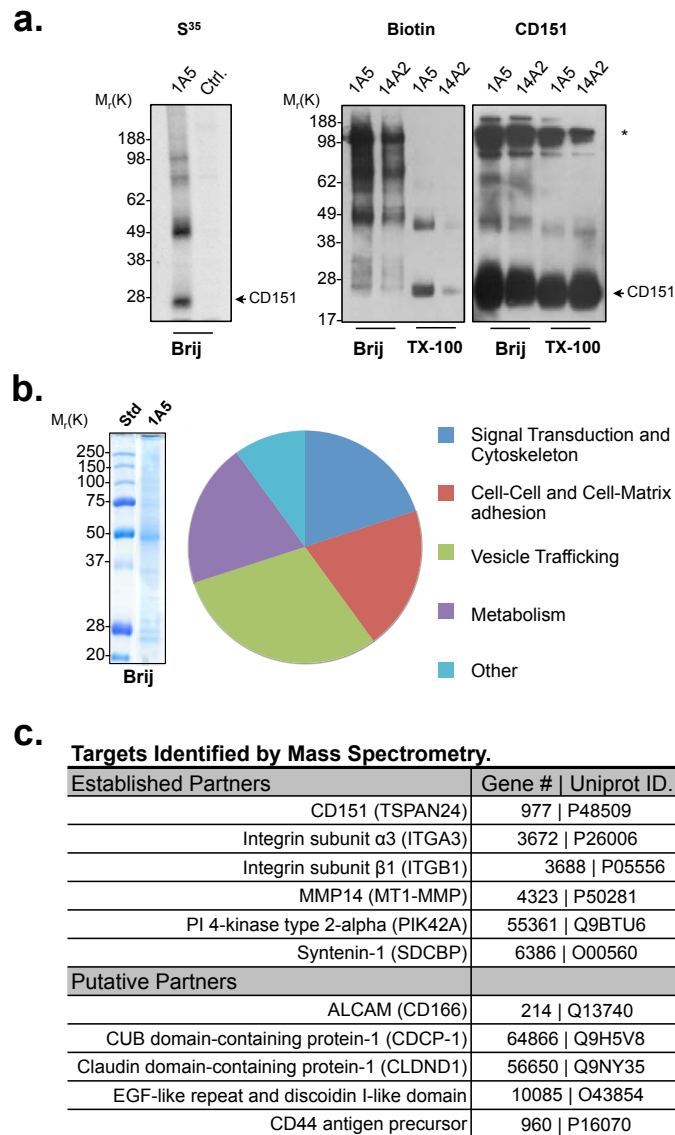 a.
S35
Biotin
CD151
1A5
Ctrl.
1A5
14A2
1A5
14A2
1A5
14A2
1A5
14A2
Mr(K)
188-
98-
62-
49-
38-
28-
Brij
Mr(K)
188-
98-
62-
49-
38-
28-
17-
*
CD151
CD151
Brij
TX-100
Brij
TX-100
b.
Mr(K)
Std
1A5
250-
150-
100-
75-
50-
37-
28-
20-
Brij
Signal Transduction and
Cytoskeleton
Cell-Cell and Cell-Matrix
adhesion
Vesicle Trafficking
Metabolism
Other
c.
Targets Identified by Mass Spectrometry.
Established Partners Gene # | Uniprot ID.
CD151 (TSPAN24) 977 | P48509
Integrin subunit α3 (ITGA3) 3672 | P26006
Integrin subunit β1 (ITGB1) 3688 | P05556
MMP14 (MT1-MMP) 4323 | P50281
PI 4-kinase type 2-alpha (PIK42A) 55361 | Q9BTU6
Syntenin-1 (SDCBP) 6386 | O00560
Putative Partners
ALCAM (CD166) 214 | Q13740
CUB domain-containing protein-1 (CDCP-1) 64866 | Q9H5V8
Claudin domain-containing protein-1 (CLDND1) 56650 | Q9NY35
EGF-like repeat and discoidin I-like domain 10085 | O43854
CD44 antigen precursor 960 | P16070